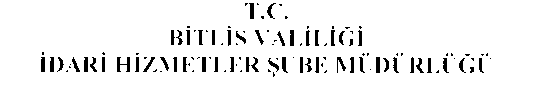 T.C.
BİTLİS VALİLİĞİ
İDARİ HİZMETLER ŞUBE MÜDÜRLÜĞÜ